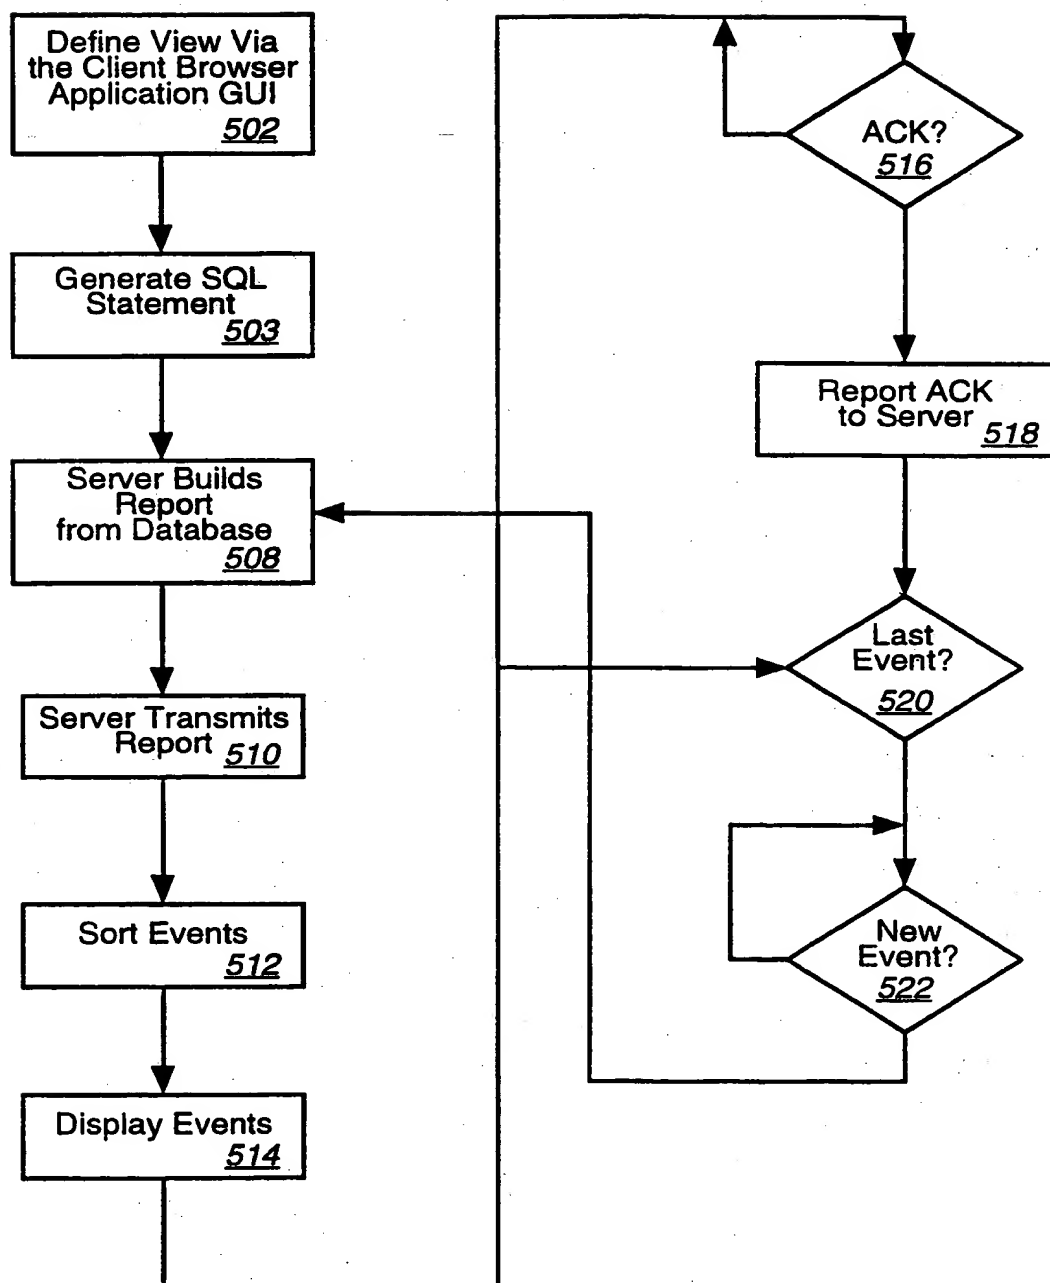 Define View Via
the Client Browser
Application GUI
502
Generate SQL
Statement
503
Server Builds
Report
from Database
508
Server Transmits
Report 510
Sort Events
512
Display Events
514
ACK?
516
Report ACK
to Server
518
Last
Event?
520
New
Event?
522